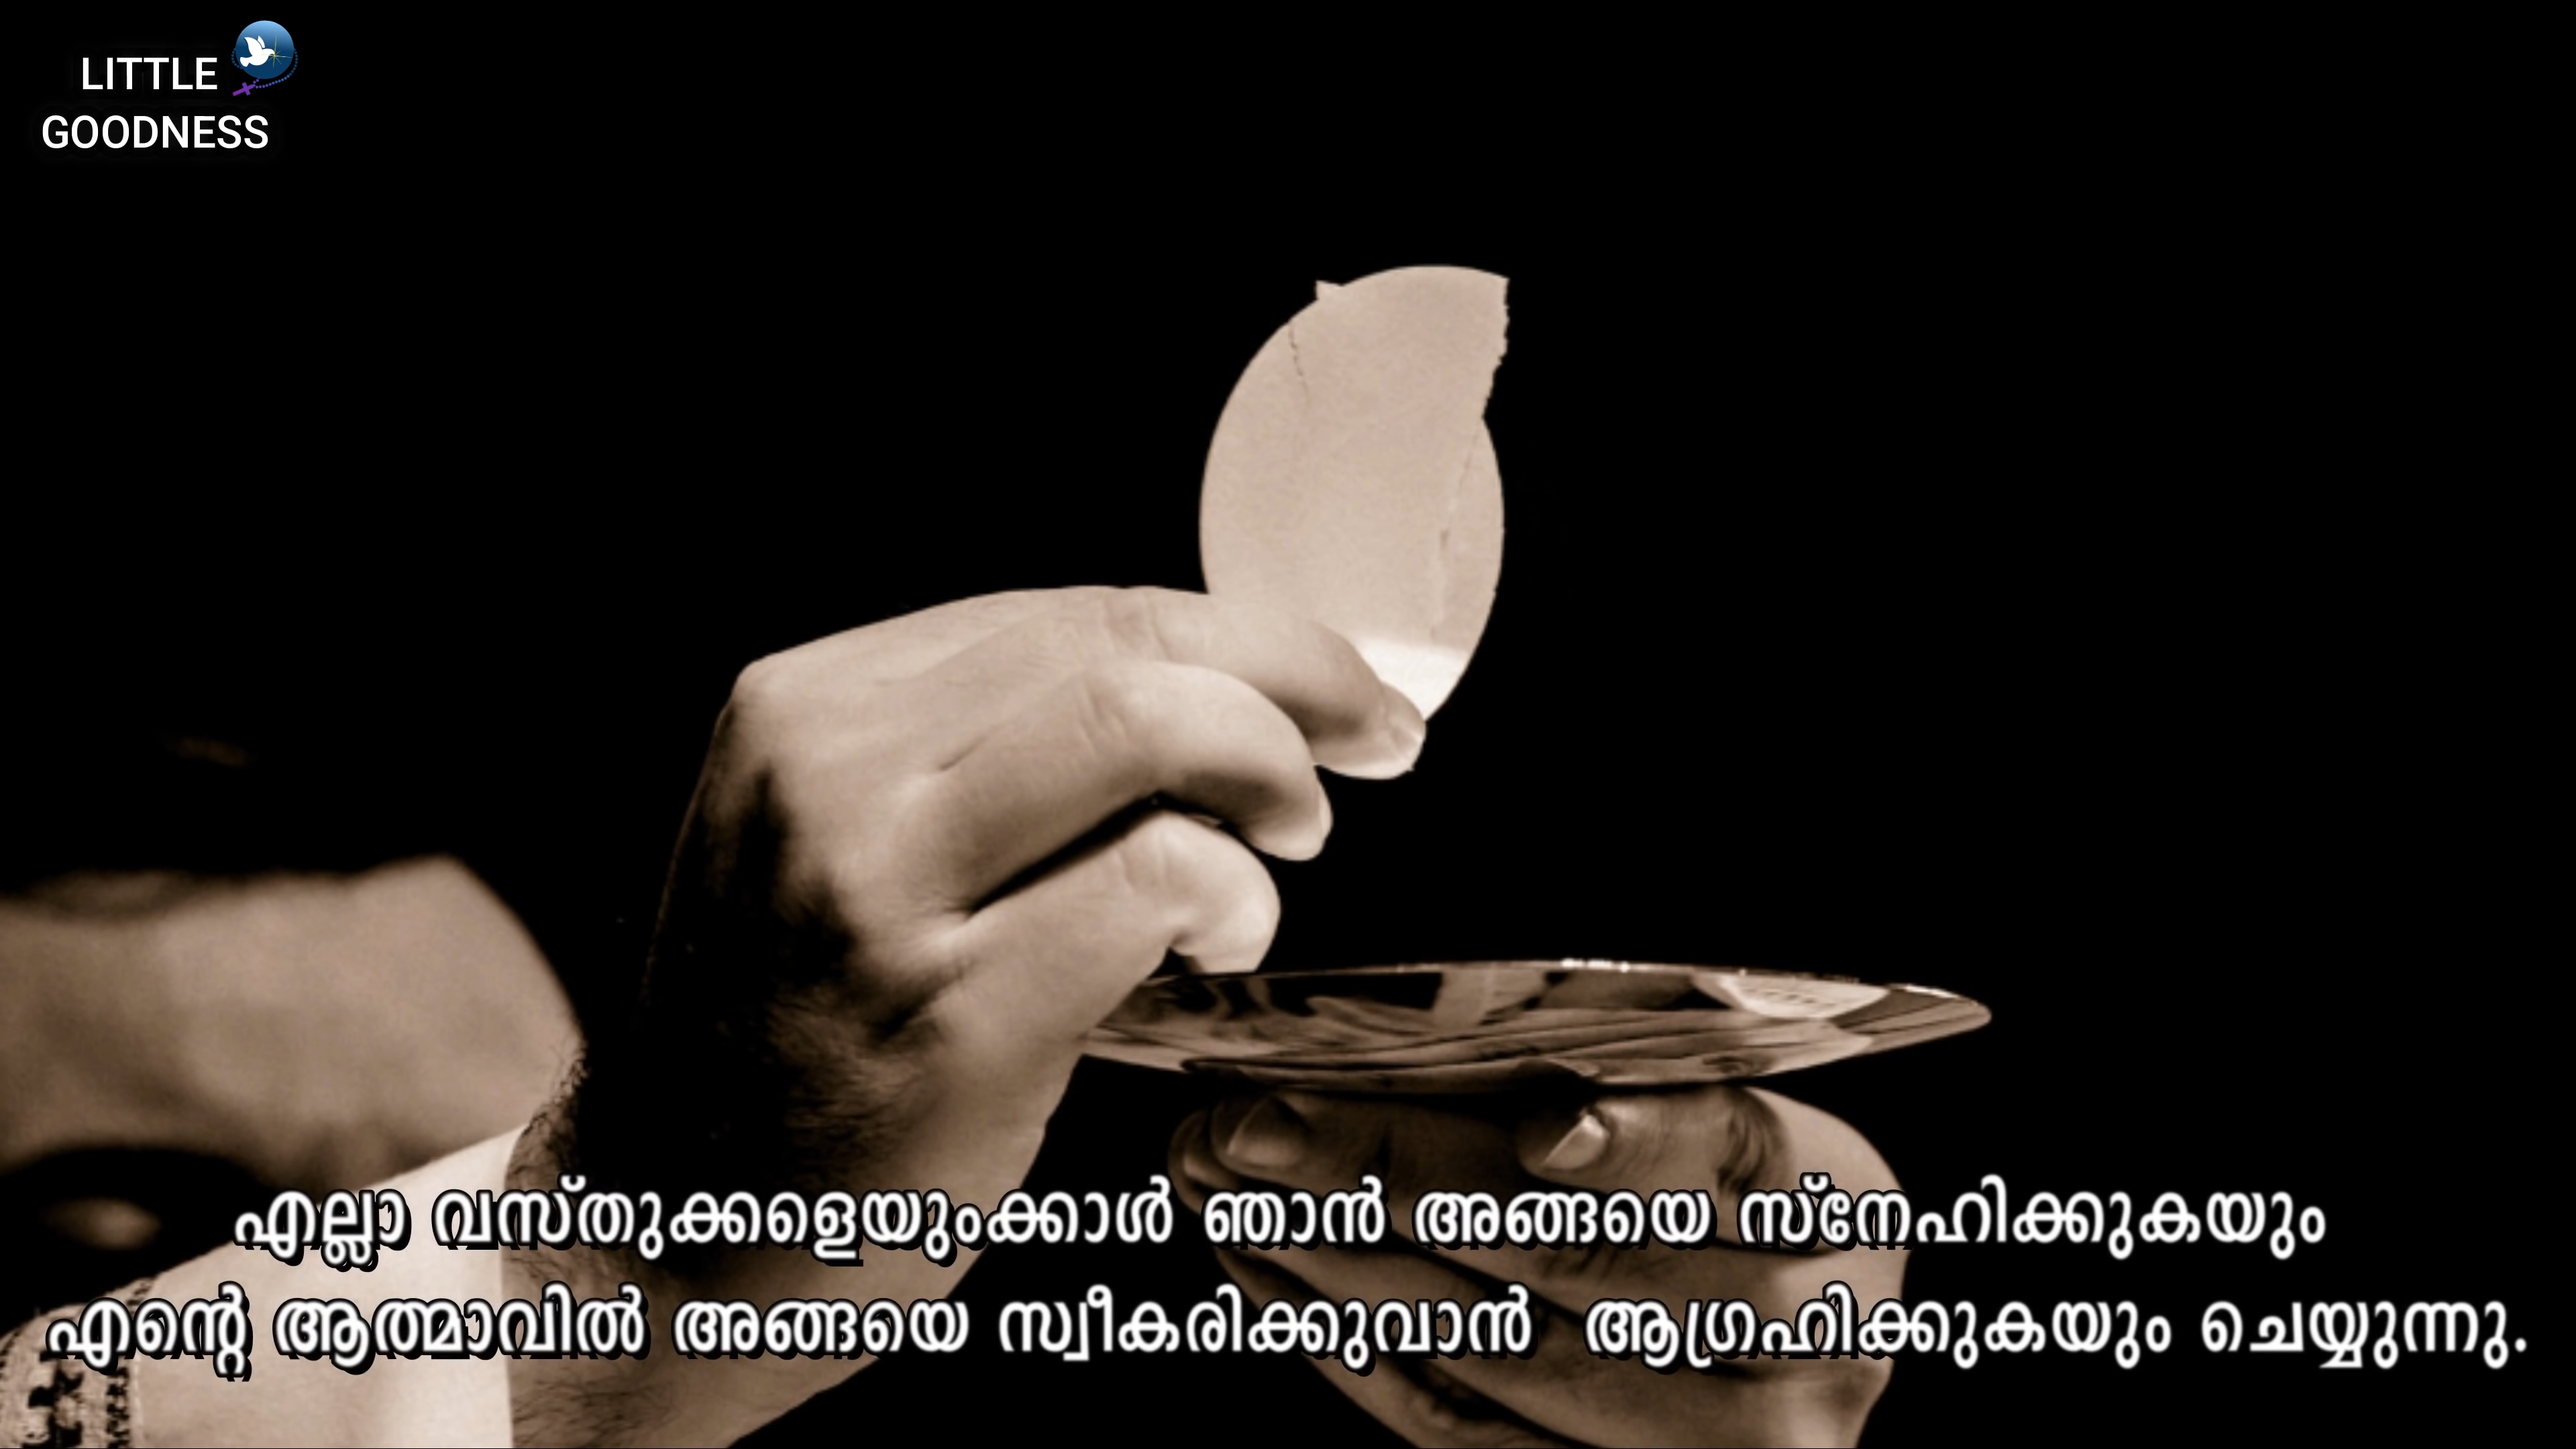 LITTLE
GOODNESS
എല്ലാ വസ്തുക്കളെയുംക്കാൾ ഞാൻ അങ്ങയെ സ്നേഹിക്കുകയും
എന്റെ ആത്മാവിൽ അങ്ങയെ സ്വീകരിക്കുവാൻ ആഗ്രഹിക്കുകയും ചെയ്യുന്നു.